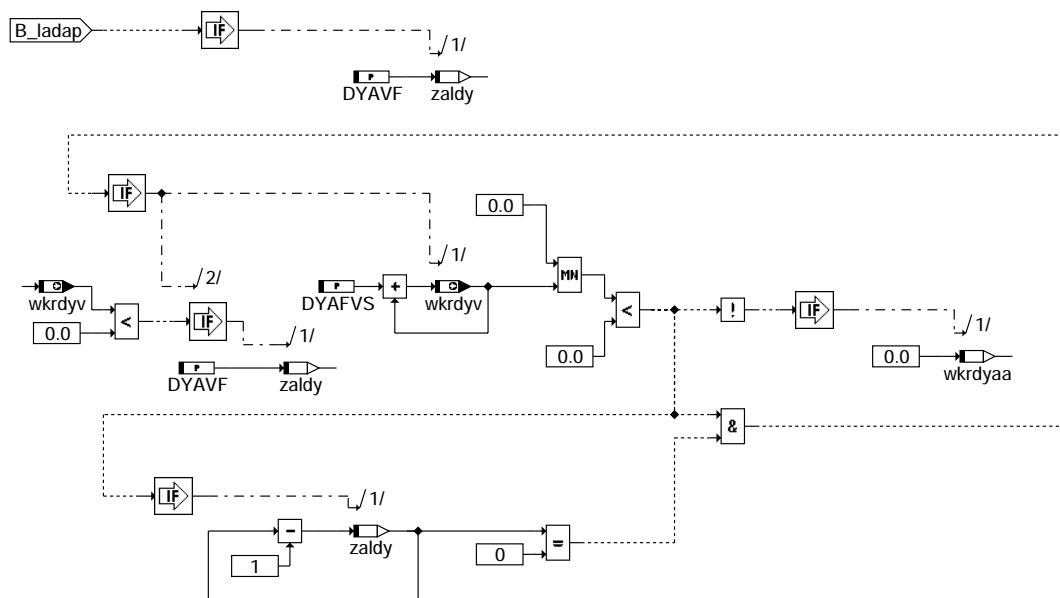 B_ladap
IF
/1/
P
DYAVF
zaldy
IF
0.0
/1/
MN
/2/
P
+
wkrdyv
DYAFVS
wkrdyv
<
IF
<
!
IF
0.0
/1/
0.0
/1/
P
0.0
DYAVF
zaldy
wkrdyaa
&
IF
/1/
-
zaldy
=
1
0